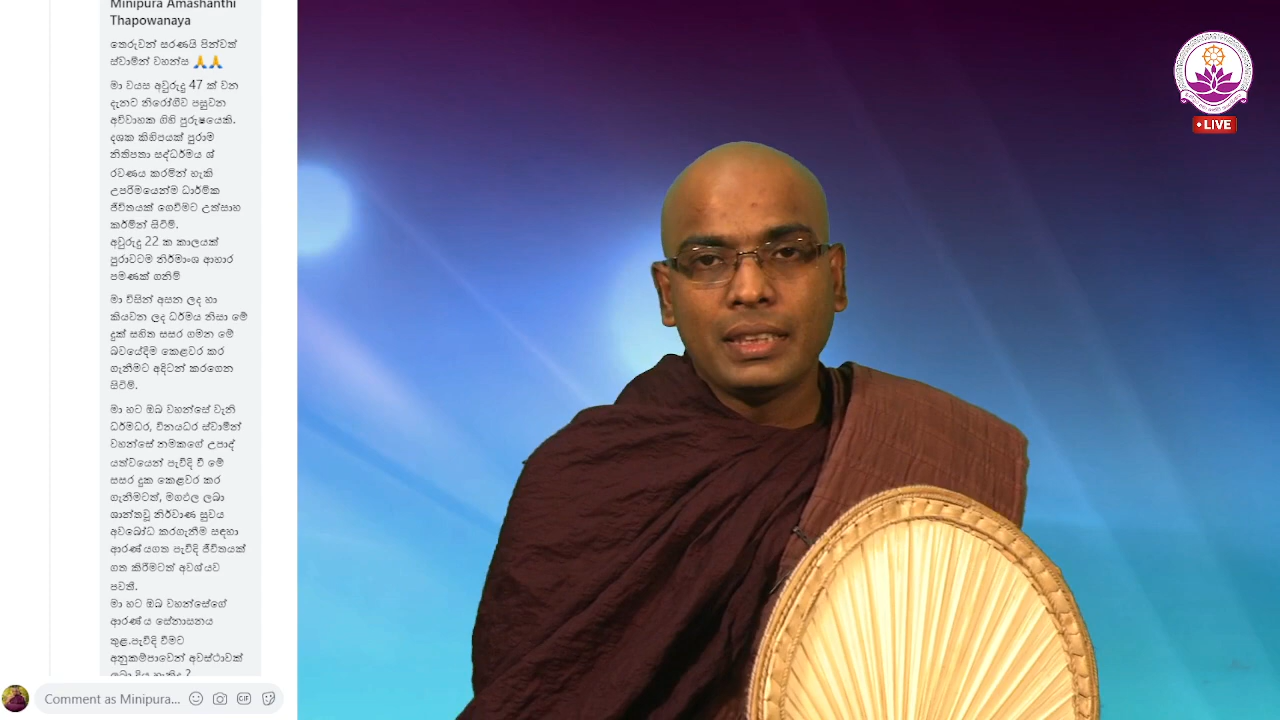 Minipura Amashanthi
Thapowanaya
තෙරුවන් සරණයි පින්වත්
ස්වාමීන් වහන්ස 🙏🙏
මා වයස අවුරුදු 47 ක් වන
දැනට නිරෝගීව පසුවන
අවිවාහක ගිහි පුරුෂයෙකි.
දශක කිහිපයක් පුරාම
නිතිපතා සද්ධර්මය ශ්
රවණය කරමින් හැකි
උපරිමයෙන්ම ධාර්මික
ජීවිතයක් ගෙවීමට උත්සාහ
කර්මින් සිටිමි.
අවුරුදු 22 ක කාලයක්
පුරාවටම නිර්මාංශ ආහාර
පමණක් ගනිමි
මා විසින් අසන ලද හා
කියවන ලද ධර්මය නිසා මේ
දුක් සහිත සසර ගමන මේ
බවයේදීම කෙළවර කර
ගැනීමට අදිටන් කරගෙන
සිටිමි.
මා හට ඔබ වහන්සේ වැනි
ධර්මධර, විනයධර ස්වාමීන්
වහන්සේ නමකගේ උපාද්
යත්වයෙන් පැවිදි වී මේ
සසර දුක කෙළවර කර
ගැනීමටත්, මගඵල ලබා
ශාන්තවූ නිර්වාණ සුවය
අවබෝධ කරගැනීම සඳහා
ආරණ්යගත පැවිදි ජීවිතයක්
ගත කිරීමටත් අවශ්යව
පවතී.
මා හට ඔබ වහන්සේගේ
ආරණ්ය සේනාසනය
තුළ.පැවිදි වීමට
අනුකම්පාවෙන් අවස්ථාවක්
ලබා දිය හැකිද ?
Comment as Minipura...
GIF
• LIVE